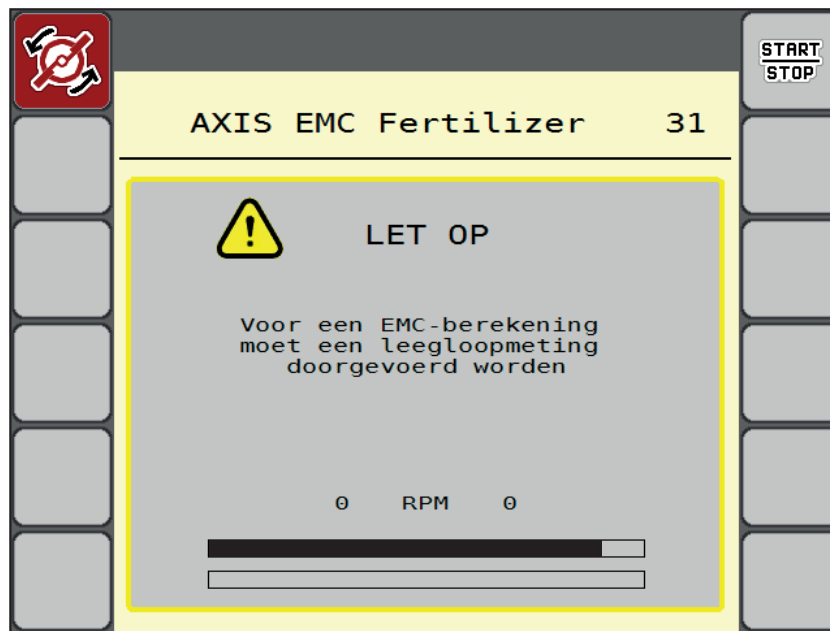 START
STOP
AXIS EMC Fertilizer 31
LET OP
Voor een EMC-berekening
moet een leegloopmeting
doorgevoerd worden
0 RPM 0